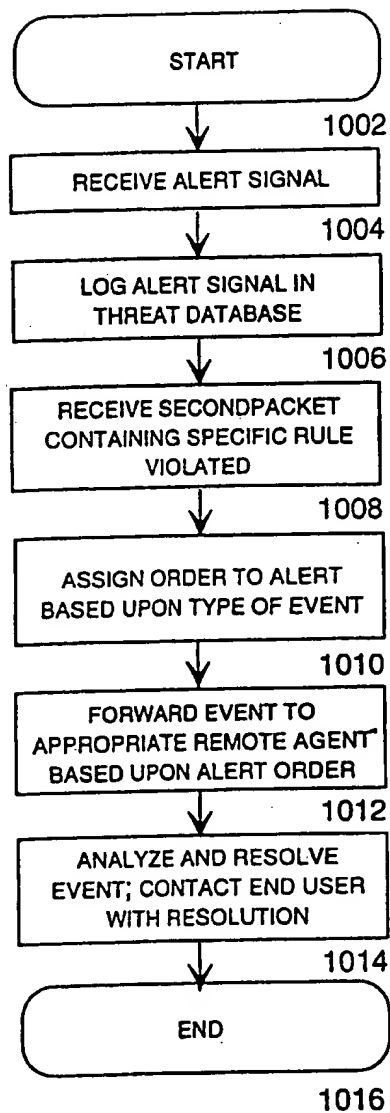 START
1002
RECEIVE ALERT SIGNAL
1004
LOG ALERT SIGNAL IN
THREAT DATABASE
1006
RECEIVE SECONDPACKET
CONTAINING SPECIFIC RULE
VIOLATED
1008
ASSIGN ORDER TO ALERT
BASED UPON TYPE OF EVENT
1010
FORWARD EVENT TO
APPROPRIATE REMOTE AGENT
BASED UPON ALERT ORDER
1012
ANALYZE AND RESOLVE
EVENT; CONTACT END USER
WITH RESOLUTION
1014
END
1016